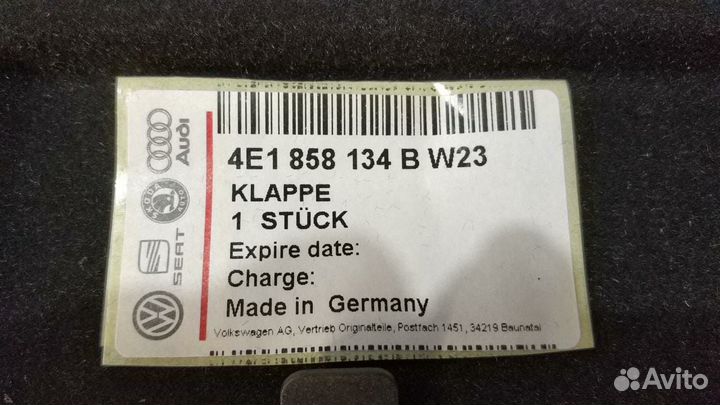 4E1 858 134 B W23
KLAPPE
1 STÜCK
Expire date:
Charge:
Made in Germany
Volkswagen AG, Vertrieb Originalteile, Postfach 1451, 34219 Baunatal
Audi
SKODA
AUTO
SEAT
Avito